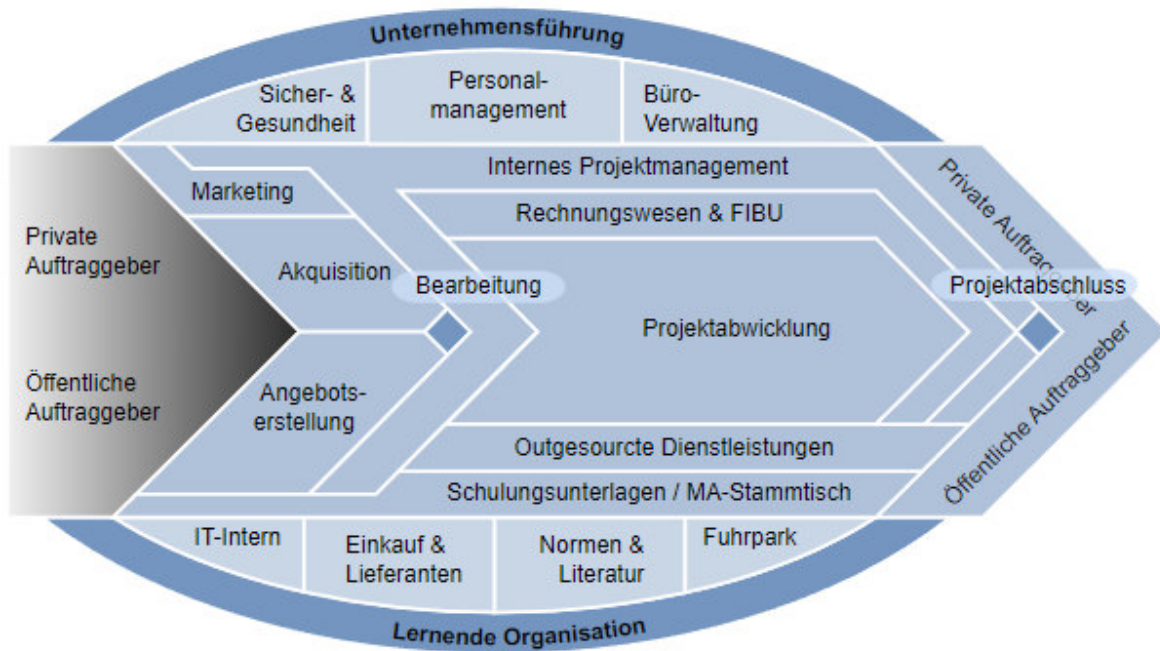 Unternehmensführung
Sicher- &
Gesundheit
Personal-
management
Büro-
Verwaltung
Internes Projektmanagement
Marketing
Rechnungswesen & FIBU
Private
Auftraggeber
Akquisition
Bearbeitung
Projektabwicklung
Projektabschluss
Private Auftraggeber
Öffentliche
Auftraggeber
Angebots-
erstellung
Öffentliche Auftraggeber
Outgesourcte Dienstleistungen
Schulungsunterlagen / MA-Stammtisch
IT-Intern
Einkauf &
Lieferanten
Normen &
Literatur
Fuhrpark
Lernende Organisation